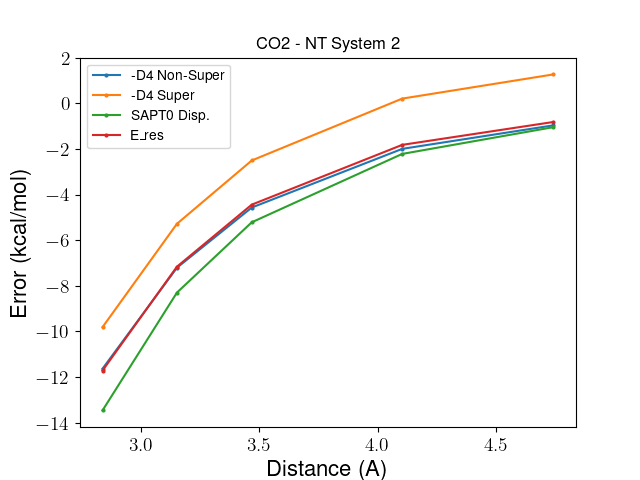 CO2 - NT System 2
-D4 Non-Super
-D4 Super
SAPT0 Disp.
E_res
Error (kcal/mol)
2
0
−2
−4
−6
−8
−10
−12
−14
3.0 3.5 4.0 4.5
Distance (A)